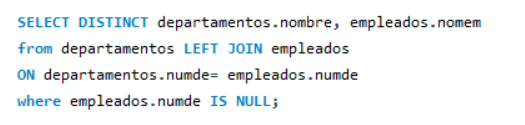 SELECT DISTINCT departamentos.nombre, empleados.nomem
from departamentos LEFT JOIN empleados
ON departamentos.numde= empleados.numde
where empleados.numde IS NULL;